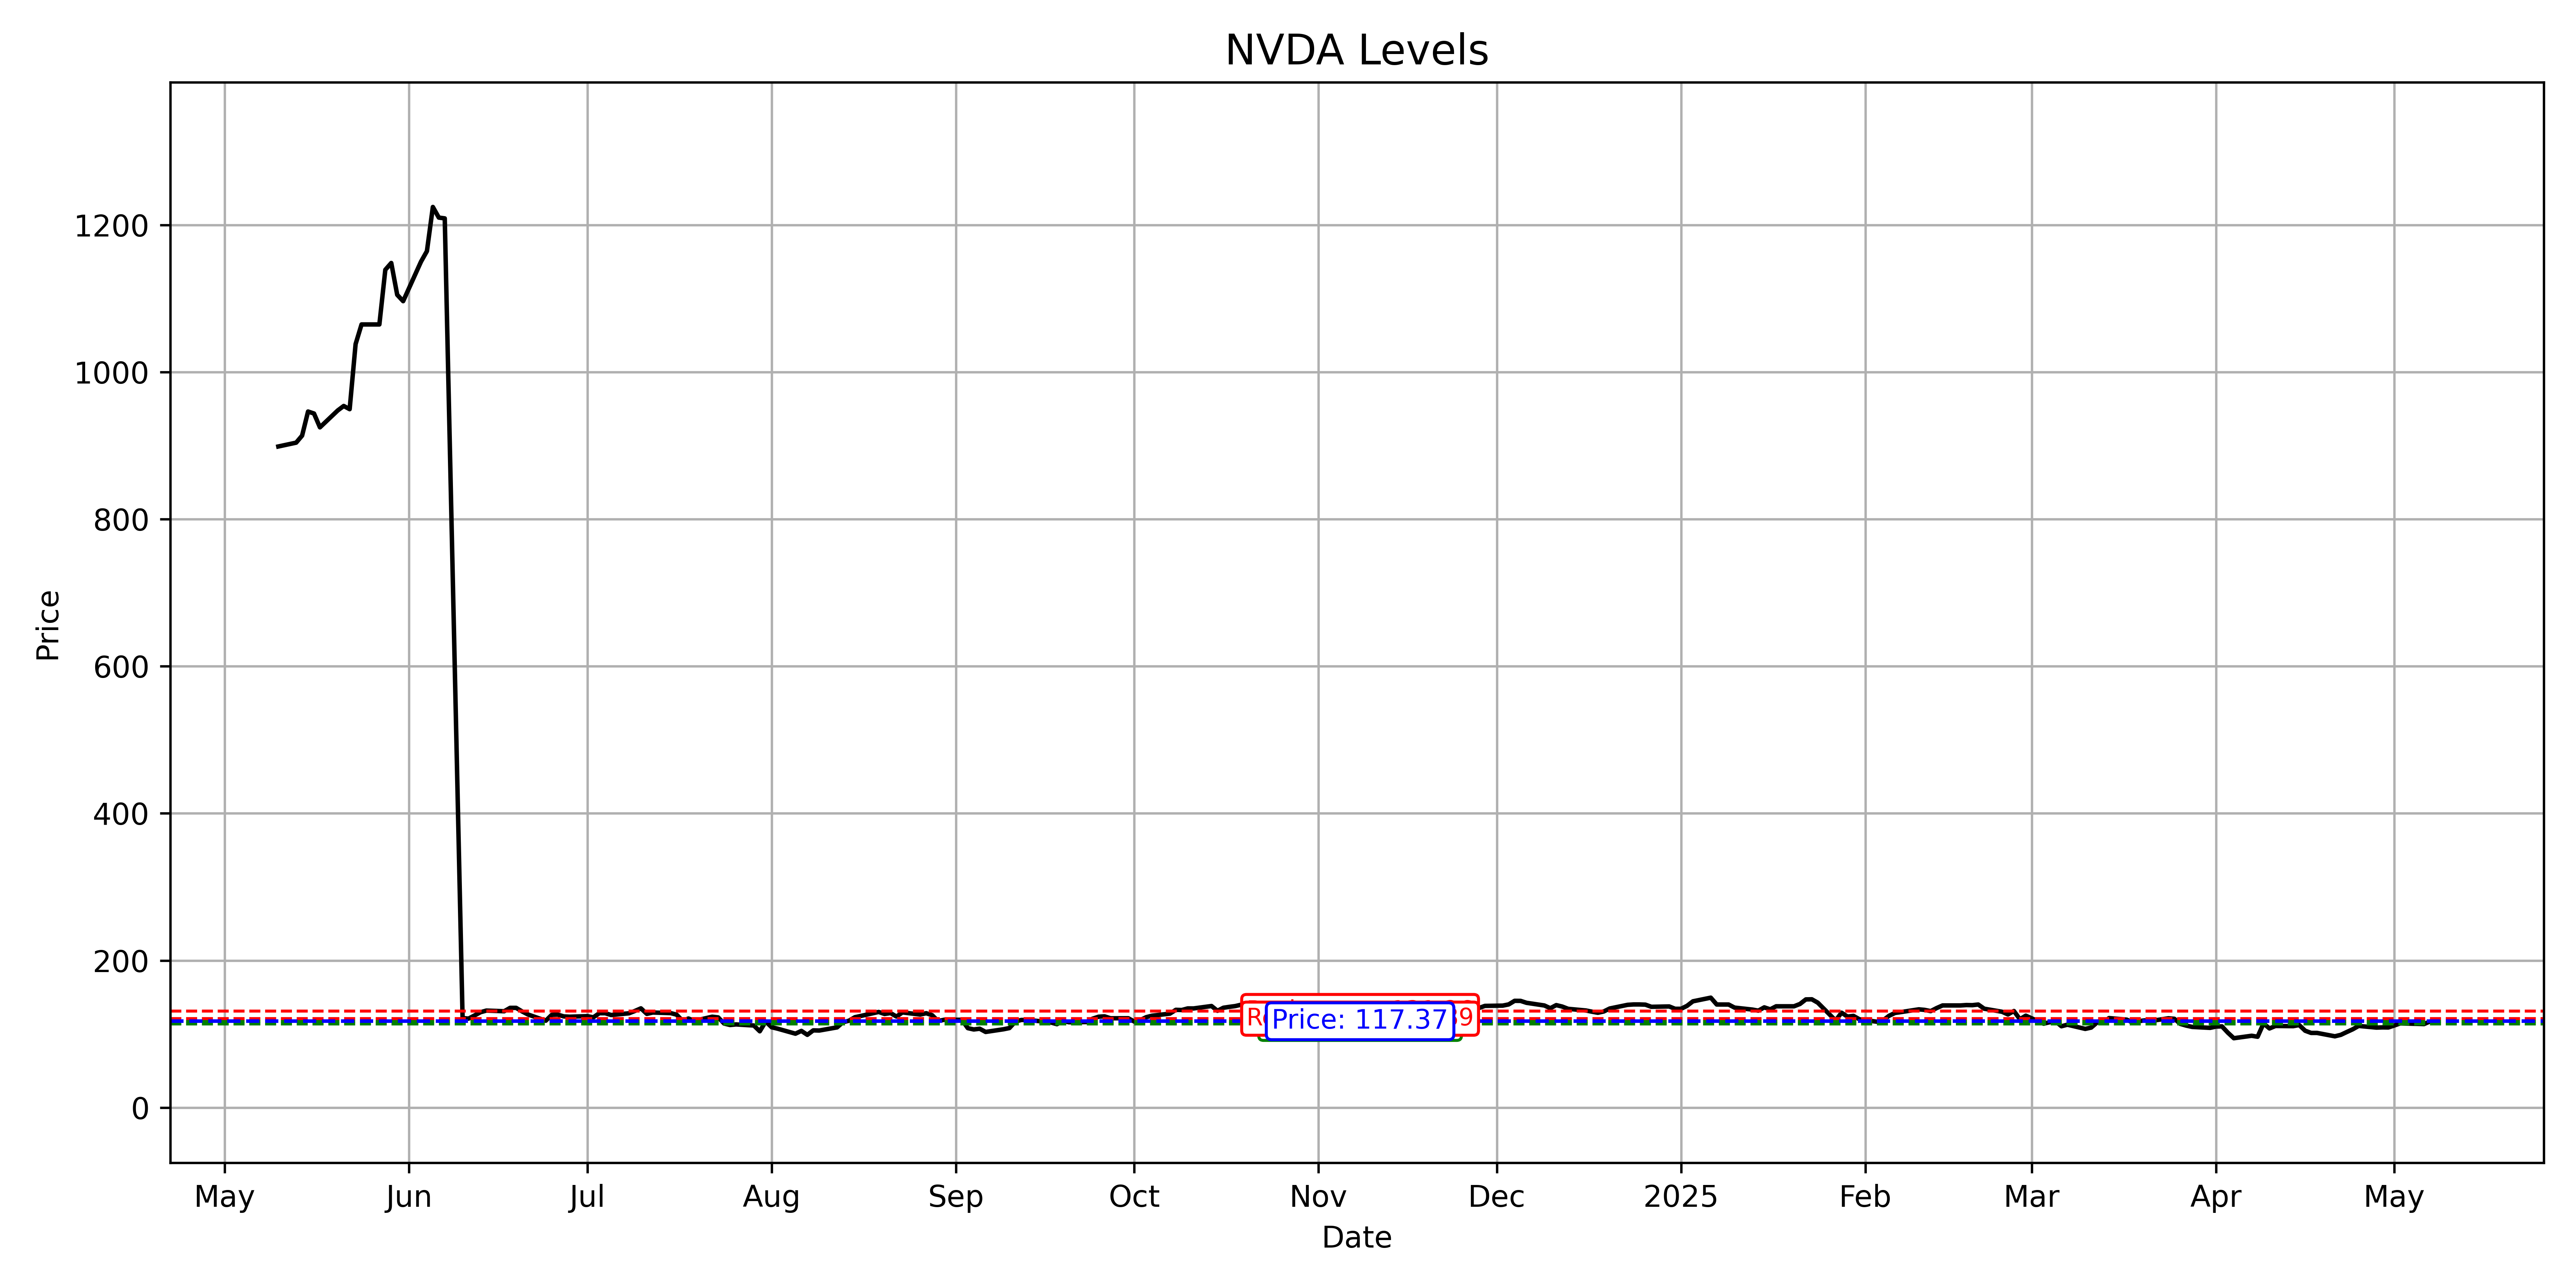 NVDA Levels
Price
1200
1000
800
600
400
200
0
Price: 117.37
May Jun Jul Aug Sep Oct Nov Dec 2025 Feb Mar Apr May
Date